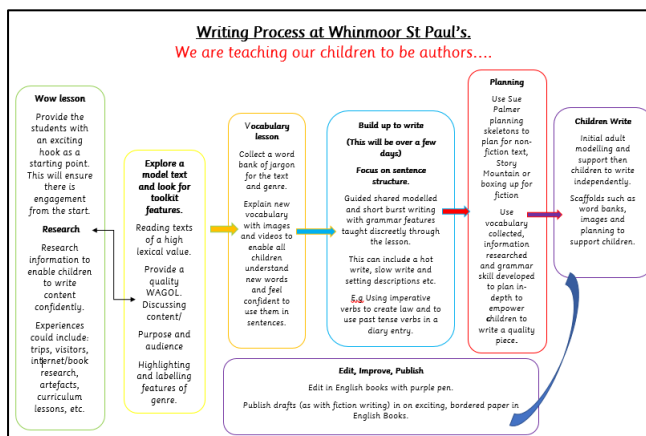 Writing Process at Whinmoor St Paul's.
We are teaching our children to be authors....
Wow lesson
Provide the
students with
an exciting
hook as a
starting point.
This will ensure
there is
engagement
from the start.
Research
Research
information to
enable children
to write
content
confidently.
Experiences
could include:
trips, visitors,
internet/book
research,
artefacts,
curriculum
lessons, etc.
Explore a
model text
and look for
toolkit
features.
Reading texts
of a high
lexical value.
Provide a
quality
WAGOL.
Discussing
content/
Purpose and
audience
Highlighting
and labelling
features of
genre.
Vocabulary
lesson
Collect a word
bank of jargon
for the text
and genre.
Explain new
vocabulary
with images
and videos to
enable all
children
understand
new words
and feel
confident to
use them in
sentences.
Build up to write
(This will be over a few
days)
Focus on sentence
structure.
Guided shared modelled
and short burst writing
with grammar features
taught discreetly through
the lesson.
This can include a hot
write, slow write and
setting descriptions etc.
E.g Using imperative
verbs to create law and to
use past tense verbs in a
diary entry.
Planning
Use Sue
Palmer
planning
skeletons to
plan for non-
fiction text,
Story
Mountain or
boxing up for
fiction
Use
vocabulary
collected,
information
researched
and grammar
skill developed
to plan in-
depth to
empower
children to
write a quality
piece.
Children Write
Initial adult
modelling and
support then
children to write
independently.
Scaffolds such as
word banks,
images and
planning to
support children.
Edit, Improve, Publish
Edit in English books with purple pen.
Publish drafts (as with fiction writing) in on exciting, bordered paper in
English Books.